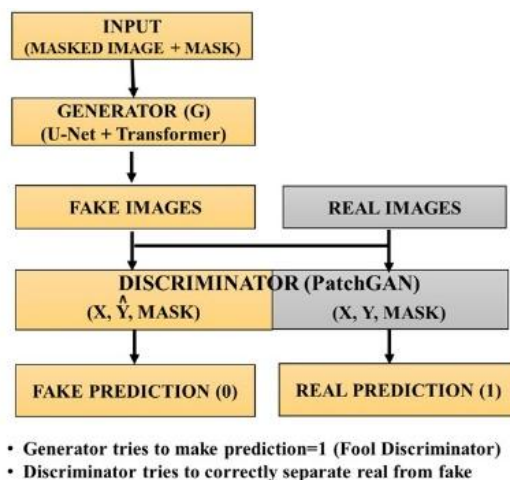 INPUT
(MASKED IMAGE + MASK)
GENERATOR (G)
(U-Net + Transformer)
FAKE IMAGES
REAL IMAGES
DISCRIMINATOR (PatchGAN)
(X, Ŷ, MASK)
(X, Y, MASK)
FAKE PREDICTION (0)
REAL PREDICTION (1)
• Generator tries to make prediction=1 (Fool Discriminator)
• Discriminator tries to correctly separate real from fake